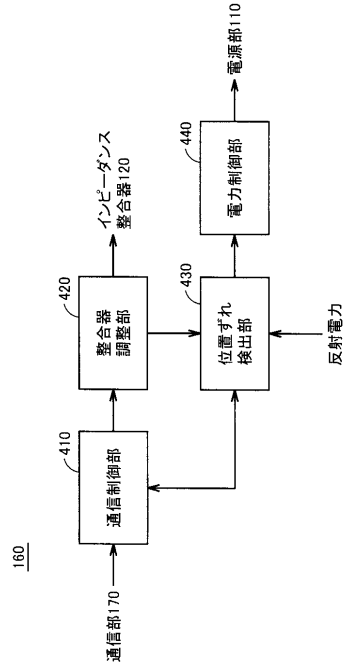 160
通信部170
410
通信制御部
420
整合器
調整部
インピーダンス
整合器120
430
位置ずれ
検出部
反射電力
440
電力制御部
電源部110